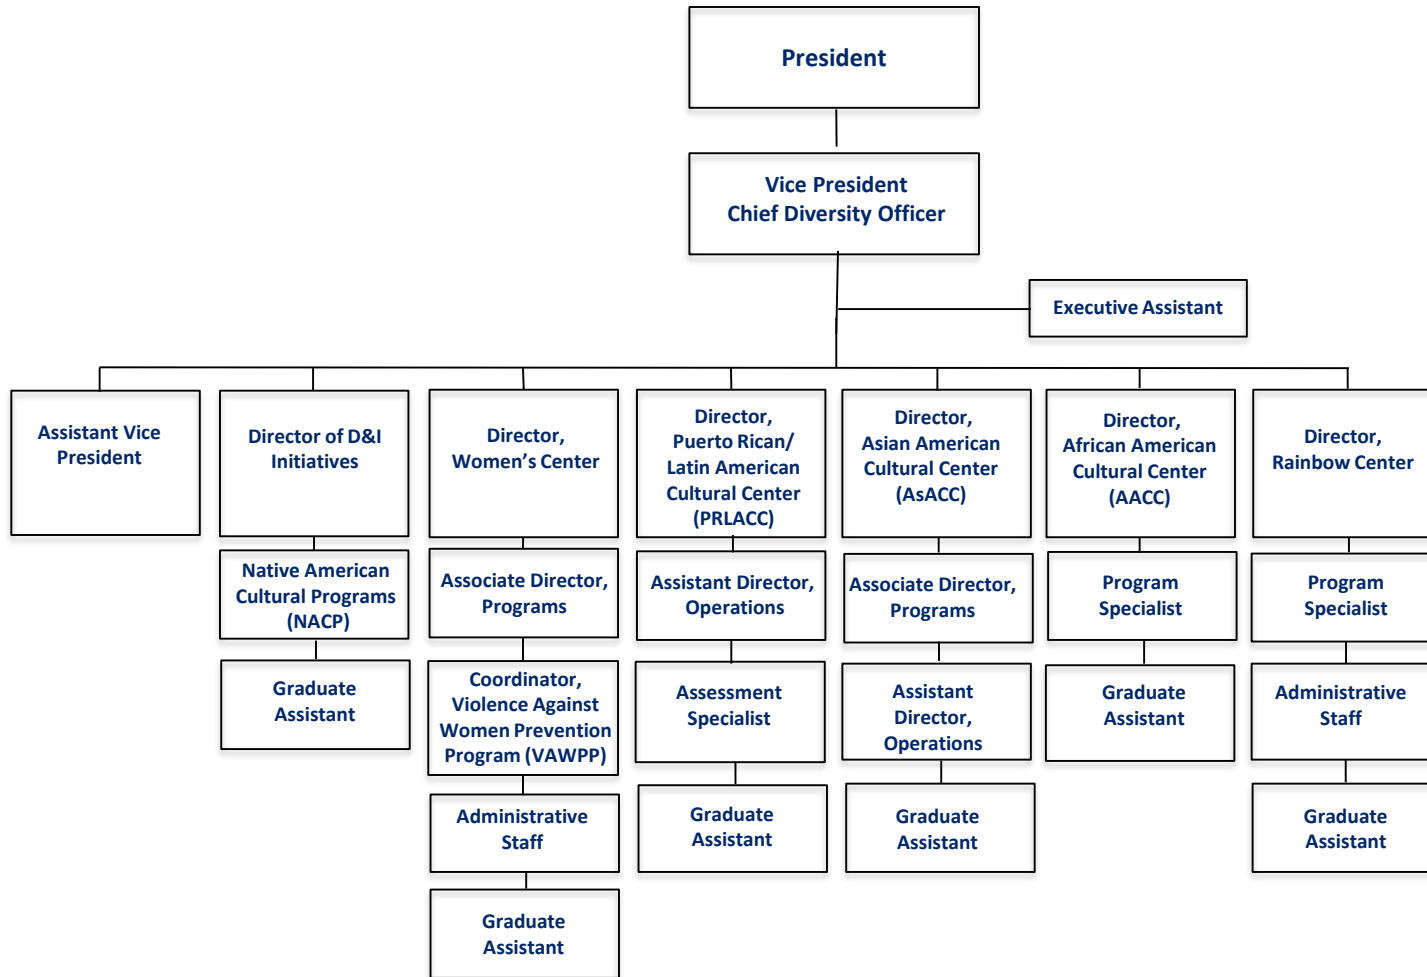 President
Vice President
Chief Diversity Officer
Executive Assistant
Assistant Vice
President
Director of D&I
Initiatives
Director,
Women’s Center
Director,
Puerto Rican/
Latin American
Cultural Center
(PRLACC)
Director,
Asian American
Cultural Center
(AsACC)
Director,
African American
Cultural Center
(AACC)
Director,
Rainbow Center
Native American
Cultural Programs
(NACP)
Associate Director,
Programs
Assistant Director,
Operations
Associate Director,
Programs
Program
Specialist
Program
Specialist
Graduate
Assistant
Coordinator,
Violence Against
Women Prevention
Program (VAWPP)
Assessment
Specialist
Assistant
Director,
Operations
Graduate
Assistant
Administrative
Staff
Administrative
Staff
Graduate
Assistant
Graduate
Assistant
Graduate
Assistant
Graduate
Assistant